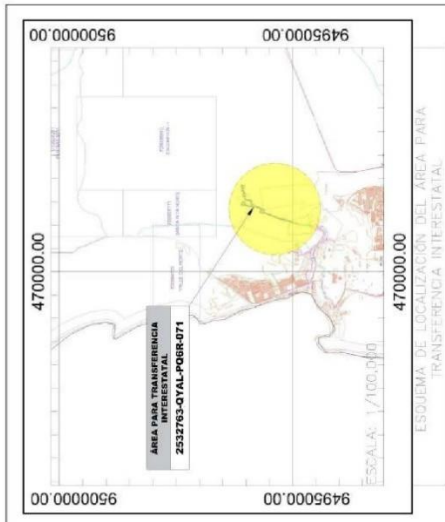 9500000.00
9495000.00
470000.00
470000.00
ÁREA PARA TRANSFERENCIA
INTERESTATAL
2532763-QYAL-PQ6R-071
9500000.00
9495000.00
ESCALA: 1/100,000
ESQUEMA DE LOCALIZACIÓN DEL ÁREA PARA
TRANSFERENCIA INTERESTATAL